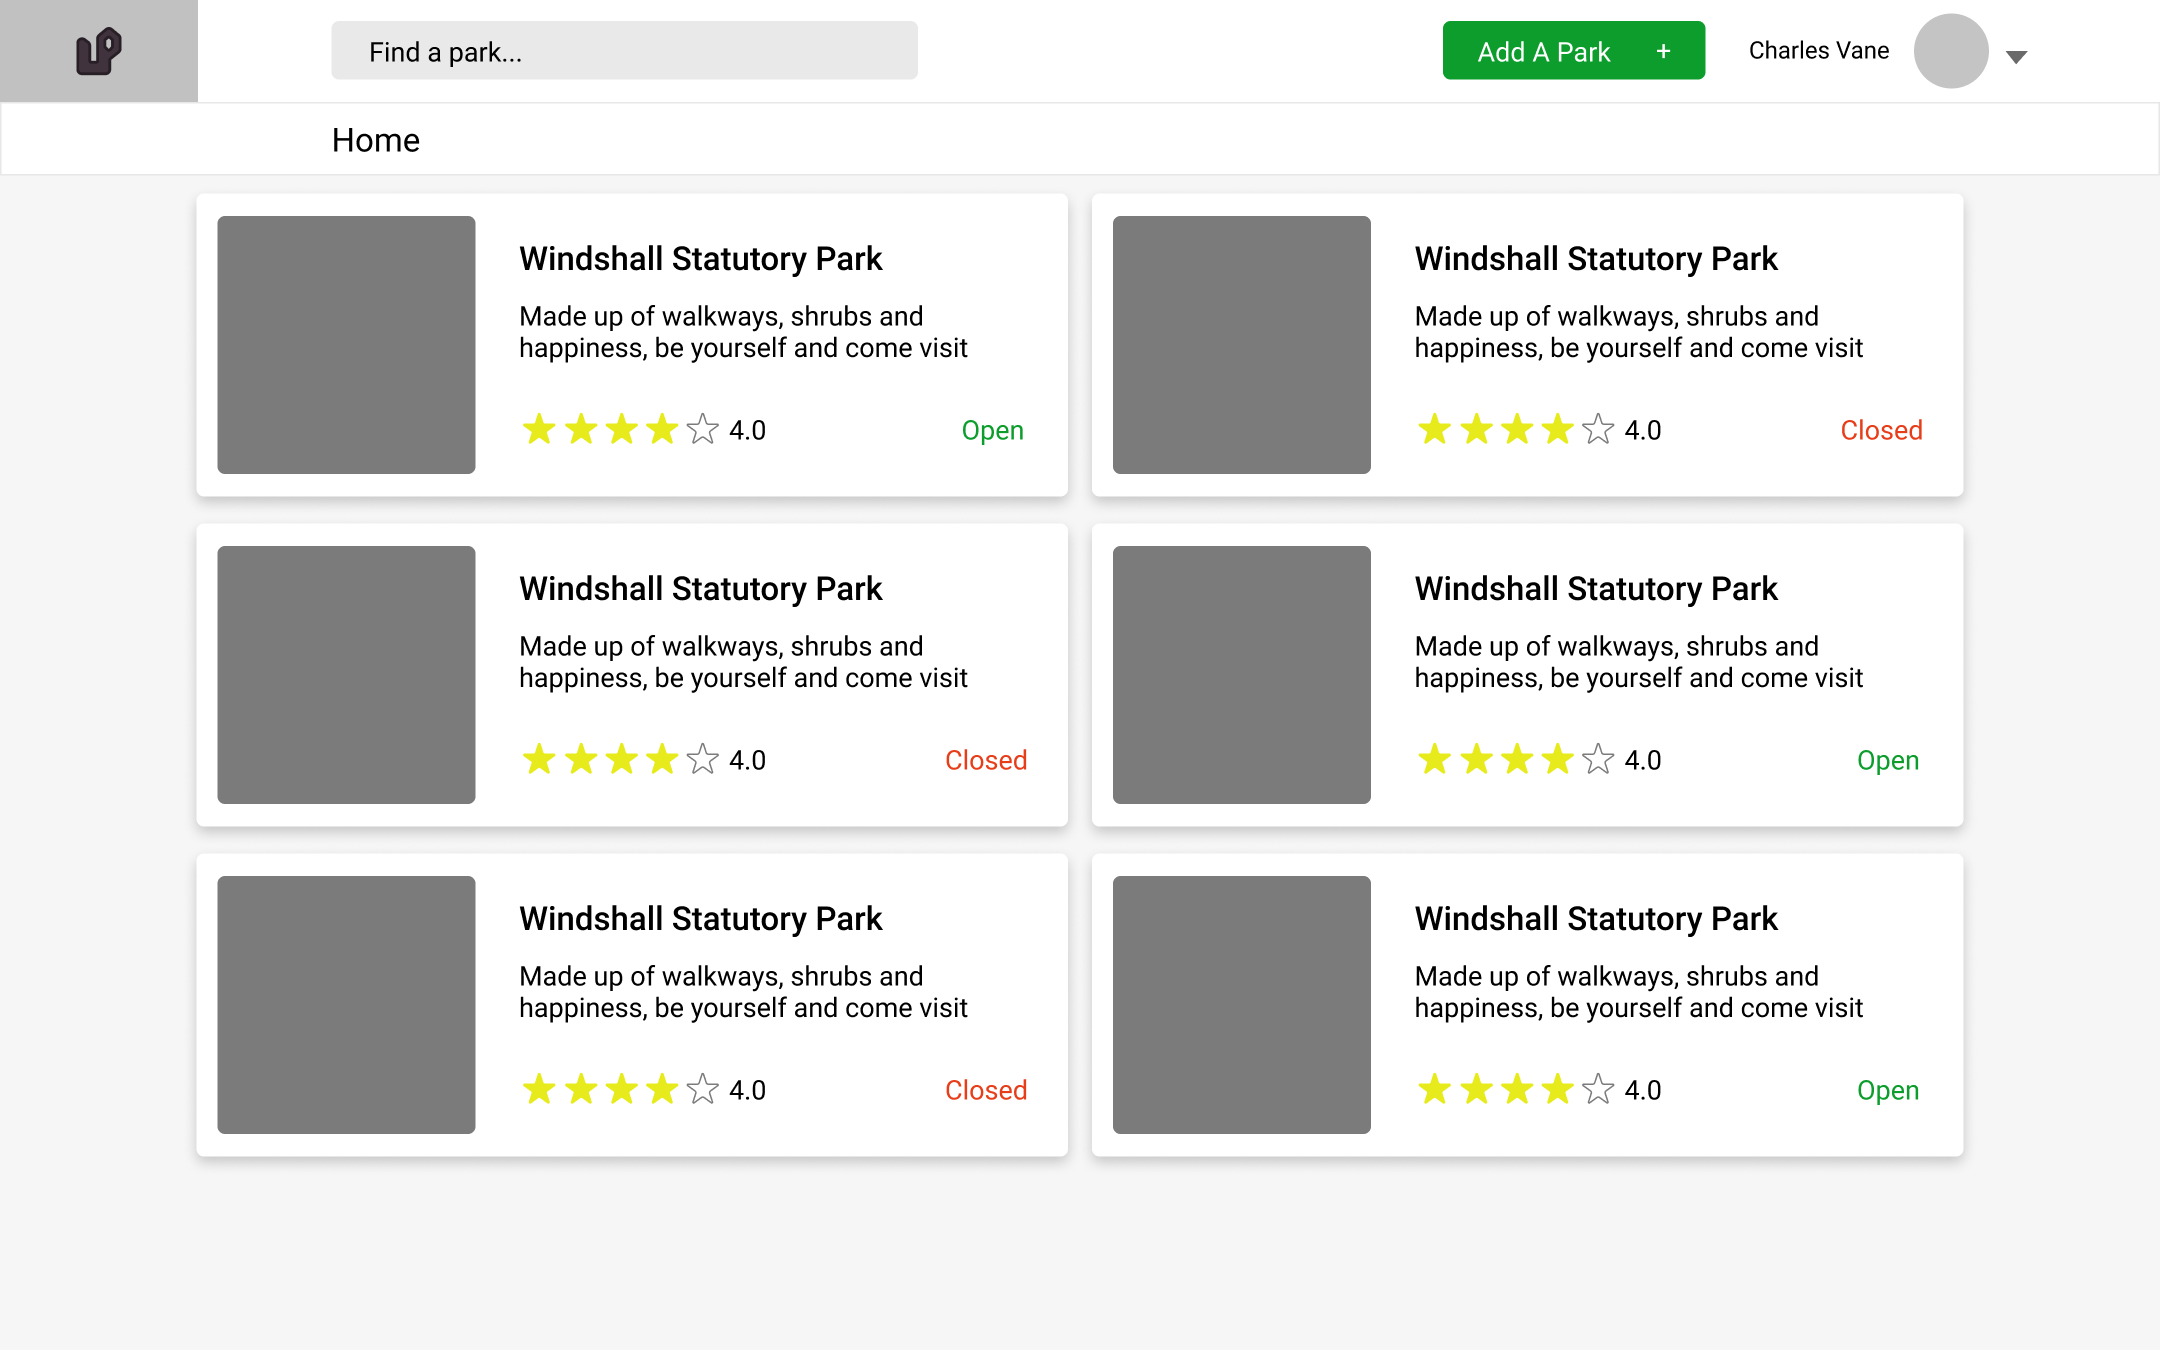 Find a park...
Add A Park +
Charles Vane
Home
Windshall Statutory Park
Made up of walkways, shrubs and
happiness, be yourself and come visit
4.0
Open
Windshall Statutory Park
Made up of walkways, shrubs and
happiness, be yourself and come visit
4.0
Closed
Windshall Statutory Park
Made up of walkways, shrubs and
happiness, be yourself and come visit
4.0
Closed
Windshall Statutory Park
Made up of walkways, shrubs and
happiness, be yourself and come visit
4.0
Open
Windshall Statutory Park
Made up of walkways, shrubs and
happiness, be yourself and come visit
4.0
Closed
Windshall Statutory Park
Made up of walkways, shrubs and
happiness, be yourself and come visit
4.0
Open